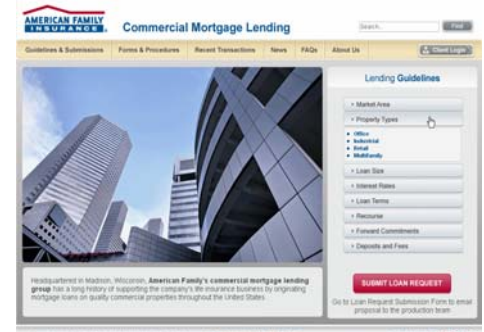 AMERICAN FAMILY
INSURANCE
Commercial Mortgage Lending
Search...
Find
Guidelines & Submissions Forms & Procedures Recent Transactions News FAQs About Us
Client Login
Lending Guidelines
Market Area
Property Types
Office
Industrial
Retail
Multifamily
Loan Size
Interest Rates
Loan Terms
Recourse
Forward Commitments
Deposits and Fees
SUBMIT LOAN REQUEST
Go to Loan Request Submission Form to email
proposal to the production team
Headquartered in Madison, Wisconsin, American Family's commercial mortgage lending
group has a long history of supporting the company's life insurance business by originating
mortgage loans on quality commercial properties throughout the United States.